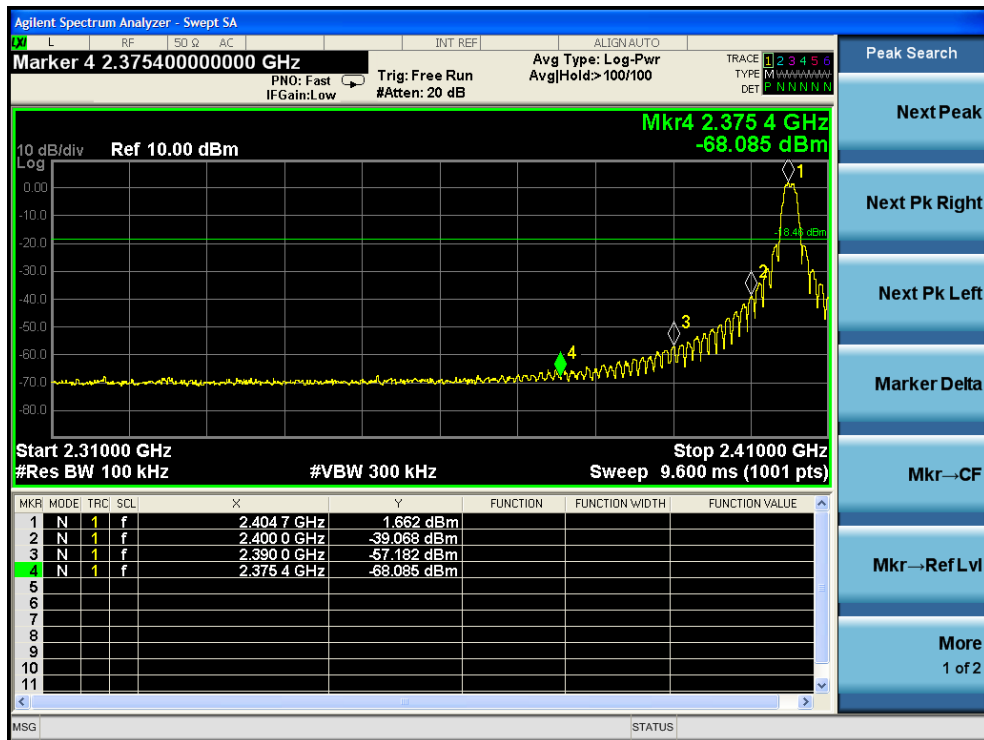 Agilent Spectrum Analyzer - Swept SA
LXI L RF 50 Ω AC INT REF ALIGN AUTO
Marker 4 2.375400000000 GHz
PNO: Fast
IFGain:Low
Trig: Free Run
#Atten: 20 dB
Avg Type: Log-Pwr
Avg|Hold:> 100/100
TRACE 1 2 3 4 5 6
TYPE M WWWWW
DET P N N N N N
Mkr4 2.375 4 GHz
-68.085 dBm
10 dB/div Ref 10.00 dBm
Log
0.00
-10.0
-20.0
-30.0
-40.0
-50.0
-60.0
-70.0
-80.0
1
-18.46 dBm
2
3
4
Start 2.31000 GHz Stop 2.41000 GHz
#Res BW 100 kHz #VBW 300 kHz Sweep 9.600 ms (1001 pts)
MKR MODE TRC SCL X Y FUNCTION FUNCTION WIDTH FUNCTION VALUE
1 N 1 f 2.404 7 GHz 1.662 dBm
2 N 1 f 2.400 0 GHz -39.068 dBm
3 N 1 f 2.390 0 GHz -57.182 dBm
4 N 1 f 2.375 4 GHz -68.085 dBm
5
6
7
8
9
10
11
MSG STATUS
Peak Search
Next Peak
Next Pk Right
Next Pk Left
Marker Delta
Mkr→CF
Mkr→Ref Lvl
More
1 of 2